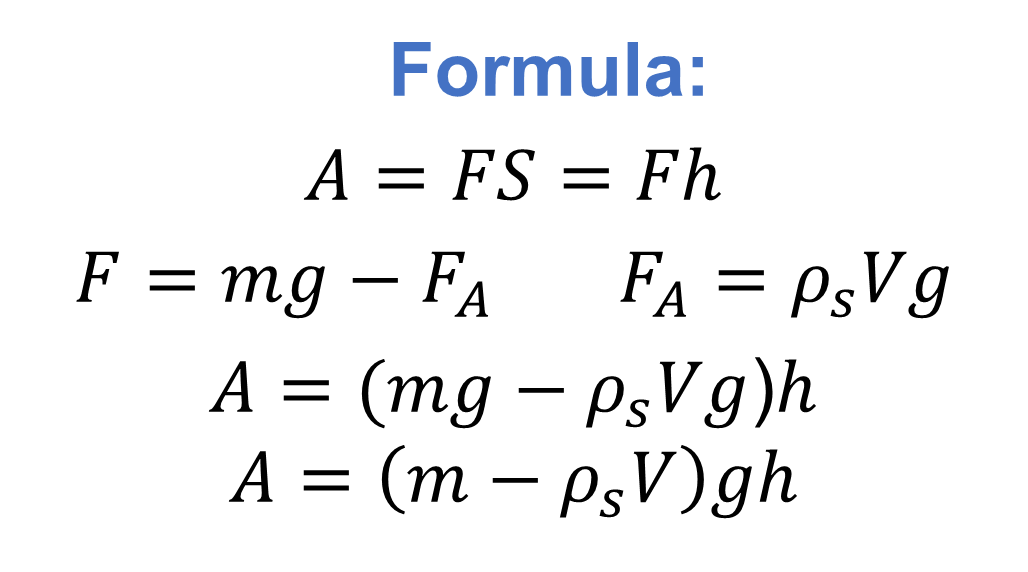 Formula:
A = FS = Fh
F = mg − F_A F_A = ρ_sVg
A = (mg − ρ_sVg)h
A = (m − ρ_sV)gh